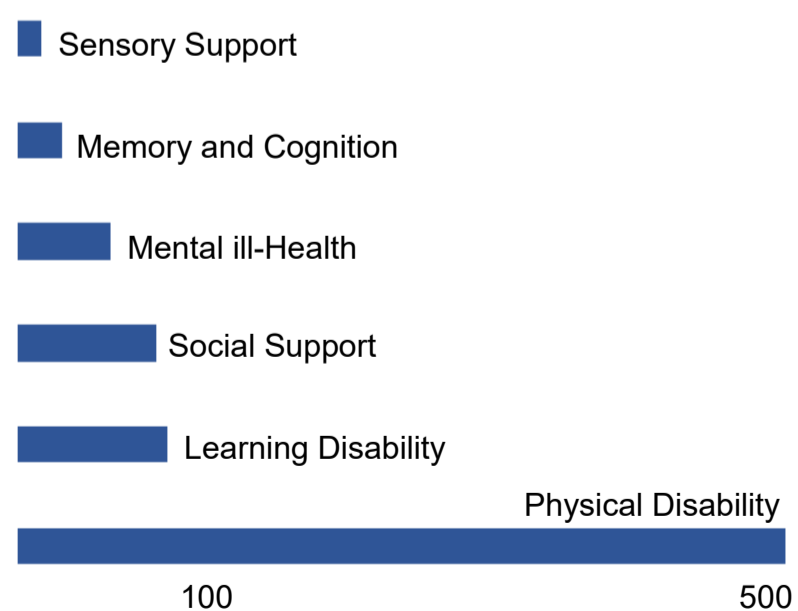 Sensory Support
Memory and Cognition
Mental ill-Health
Social Support
Learning Disability
Physical Disability
100 500